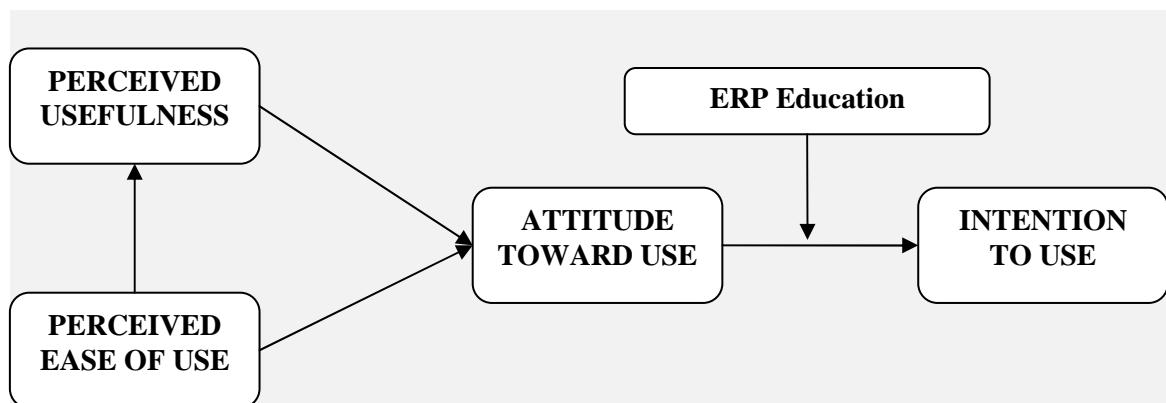 PERCEIVED
USEFULNESS
ERP Education
ATTITUDE
TOWARD USE
INTENTION
TO USE
PERCEIVED
EASE OF USE